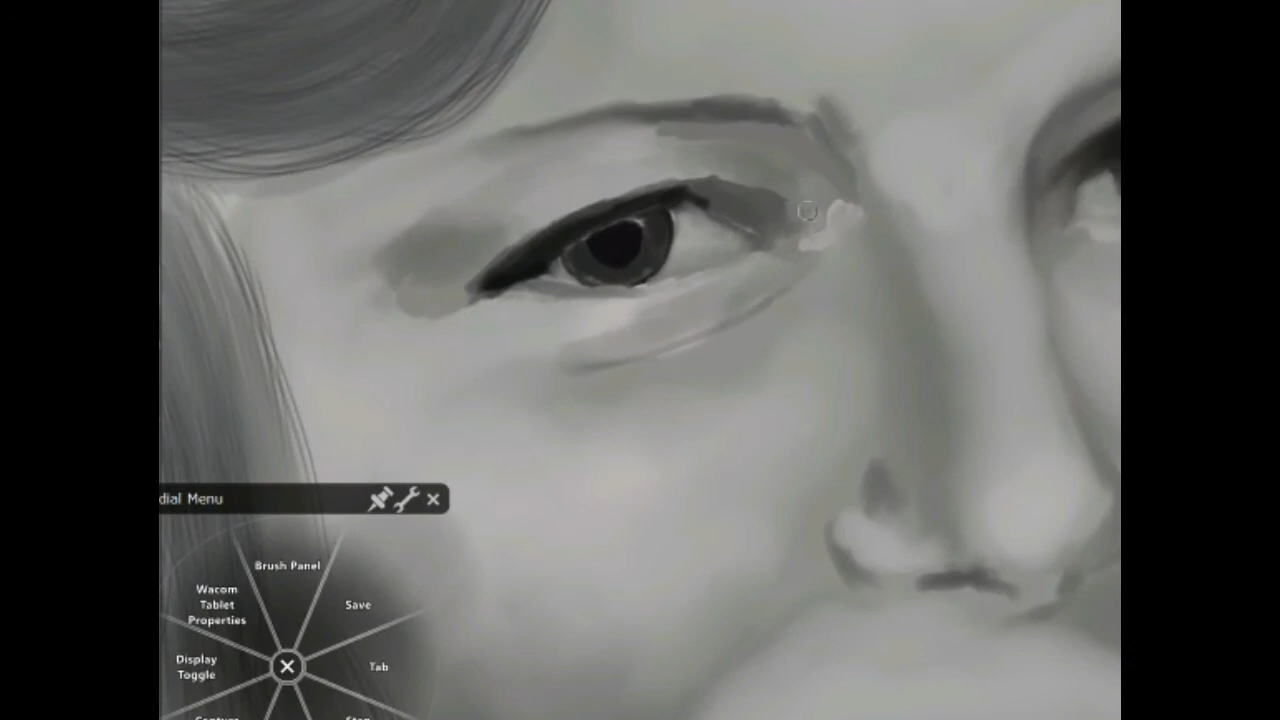 dial Menu
Brush Panel
Wacom
Tablet
Properties
Save
Display
Toggle
Tab